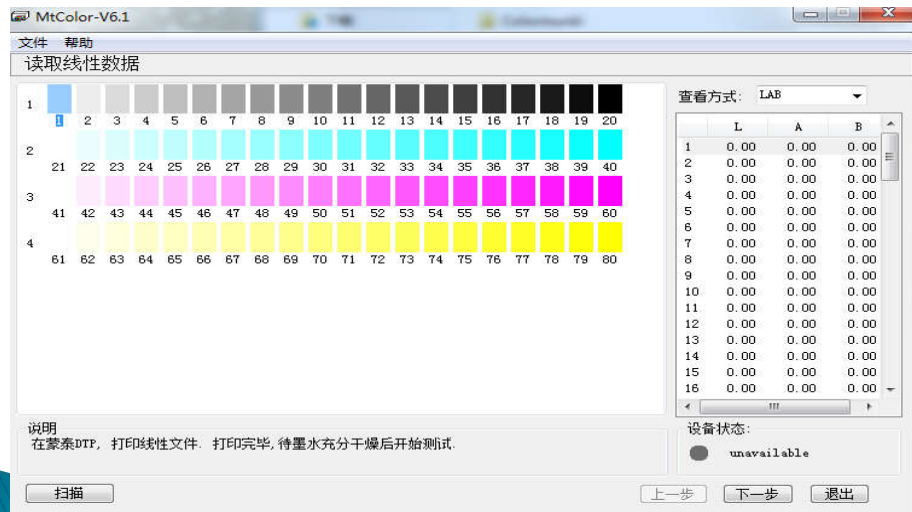 MtColor-V6.1
文件 帮助
读取线性数据
1
1 2 3 4 5 6 7 8 9 10 11 12 13 14 15 16 17 18 19 20
2
21 22 23 24 25 26 27 28 29 30 31 32 33 34 35 36 37 38 39 40
3
41 42 43 44 45 46 47 48 49 50 51 52 53 54 55 56 57 58 59 60
4
61 62 63 64 65 66 67 68 69 70 71 72 73 74 75 76 77 78 79 80
查看方式: LAB
L A B
1 0.00 0.00 0.00
2 0.00 0.00 0.00
3 0.00 0.00 0.00
4 0.00 0.00 0.00
5 0.00 0.00 0.00
6 0.00 0.00 0.00
7 0.00 0.00 0.00
8 0.00 0.00 0.00
9 0.00 0.00 0.00
10 0.00 0.00 0.00
11 0.00 0.00 0.00
12 0.00 0.00 0.00
13 0.00 0.00 0.00
14 0.00 0.00 0.00
15 0.00 0.00 0.00
16 0.00 0.00 0.00
说明
在蒙泰DTP, 打印线性文件. 打印完毕,待墨水充分干燥后开始测试.
设备状态:
unavailable
扫描 上一步 下一步 退出